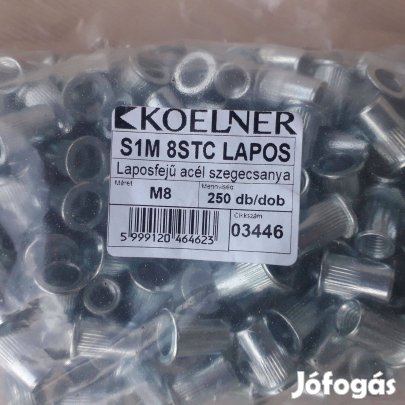 KOELNER
S1M 8STC LAPOS
Laposfejű acél szegecsanya
Méret Mennyiség
M8 250 db/dob
Cikkszám
03446
5 999120 464623
Jófogás